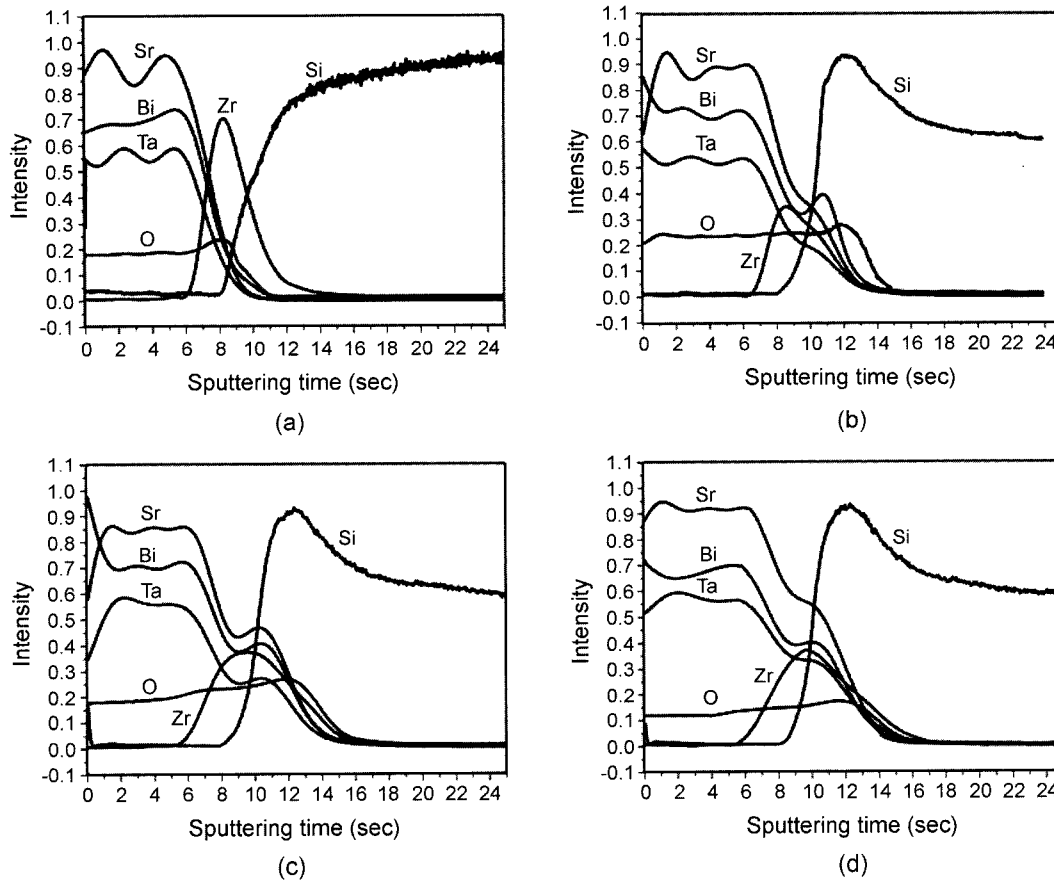 1.1
1.0
0.9
0.8
0.7
0.6
0.5
0.4
0.3
0.2
0.1
0.0
-0.1
Intensity
Sr
Bi
Ta
O
Zr
Si
0 2 4 6 8 10 12 14 16 18 20 22 24
Sputtering time (sec)
(a)
1.1
1.0
0.9
0.8
0.7
0.6
0.5
0.4
0.3
0.2
0.1
0.0
-0.1
Intensity
Sr
Bi
Ta
O
Zr
Si
0 2 4 6 8 10 12 14 16 18 20 22 24
Sputtering time (sec)
(b)
1.1
1.0
0.9
0.8
0.7
0.6
0.5
0.4
0.3
0.2
0.1
0.0
-0.1
Intensity
Sr
Bi
Ta
O
Zr
Si
0 2 4 6 8 10 12 14 16 18 20 22 24
Sputtering time (sec)
(c)
1.1
1.0
0.9
0.8
0.7
0.6
0.5
0.4
0.3
0.2
0.1
0.0
-0.1
Intensity
Sr
Bi
Ta
Zr
O
Si
0 2 4 6 8 10 12 14 16 18 20 22 24
Sputtering time (sec)
(d)